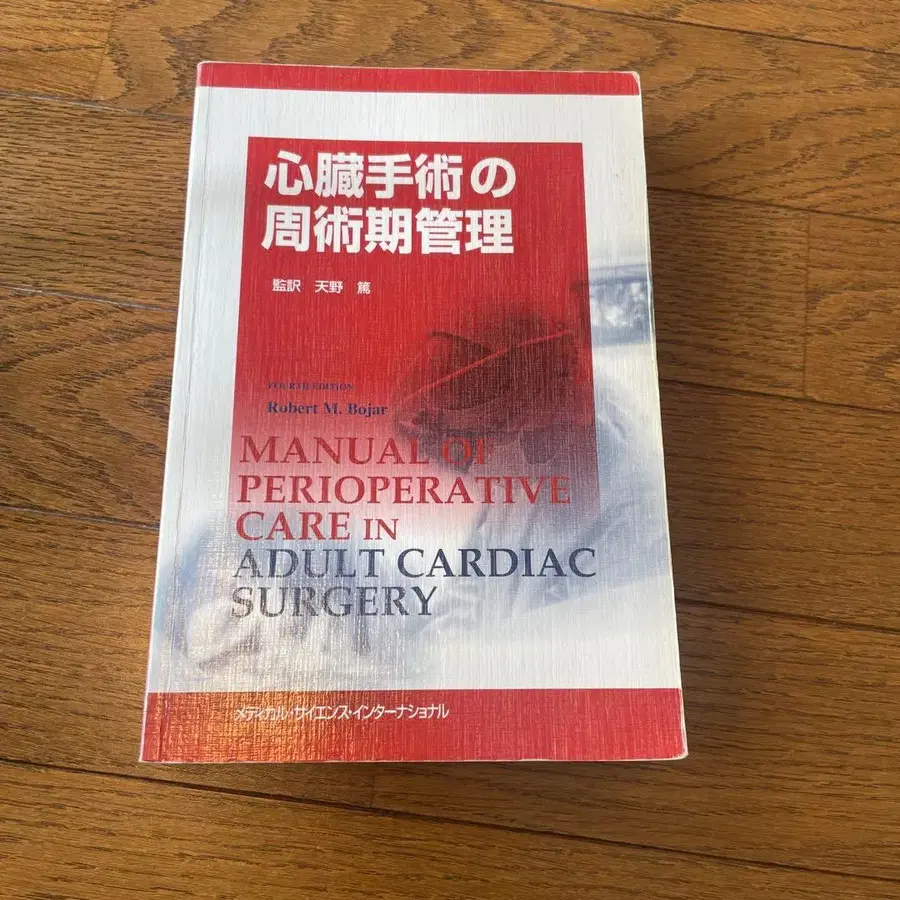 心臓手術の
周術期管理
監訳 天野 篤
FOURTH EDITION
Robert M. Bojar
MANUAL OF
PERIOPERATIVE
CARE IN
ADULT CARDIAC
SURGERY
メディカル・サイエンス・インターナショナル